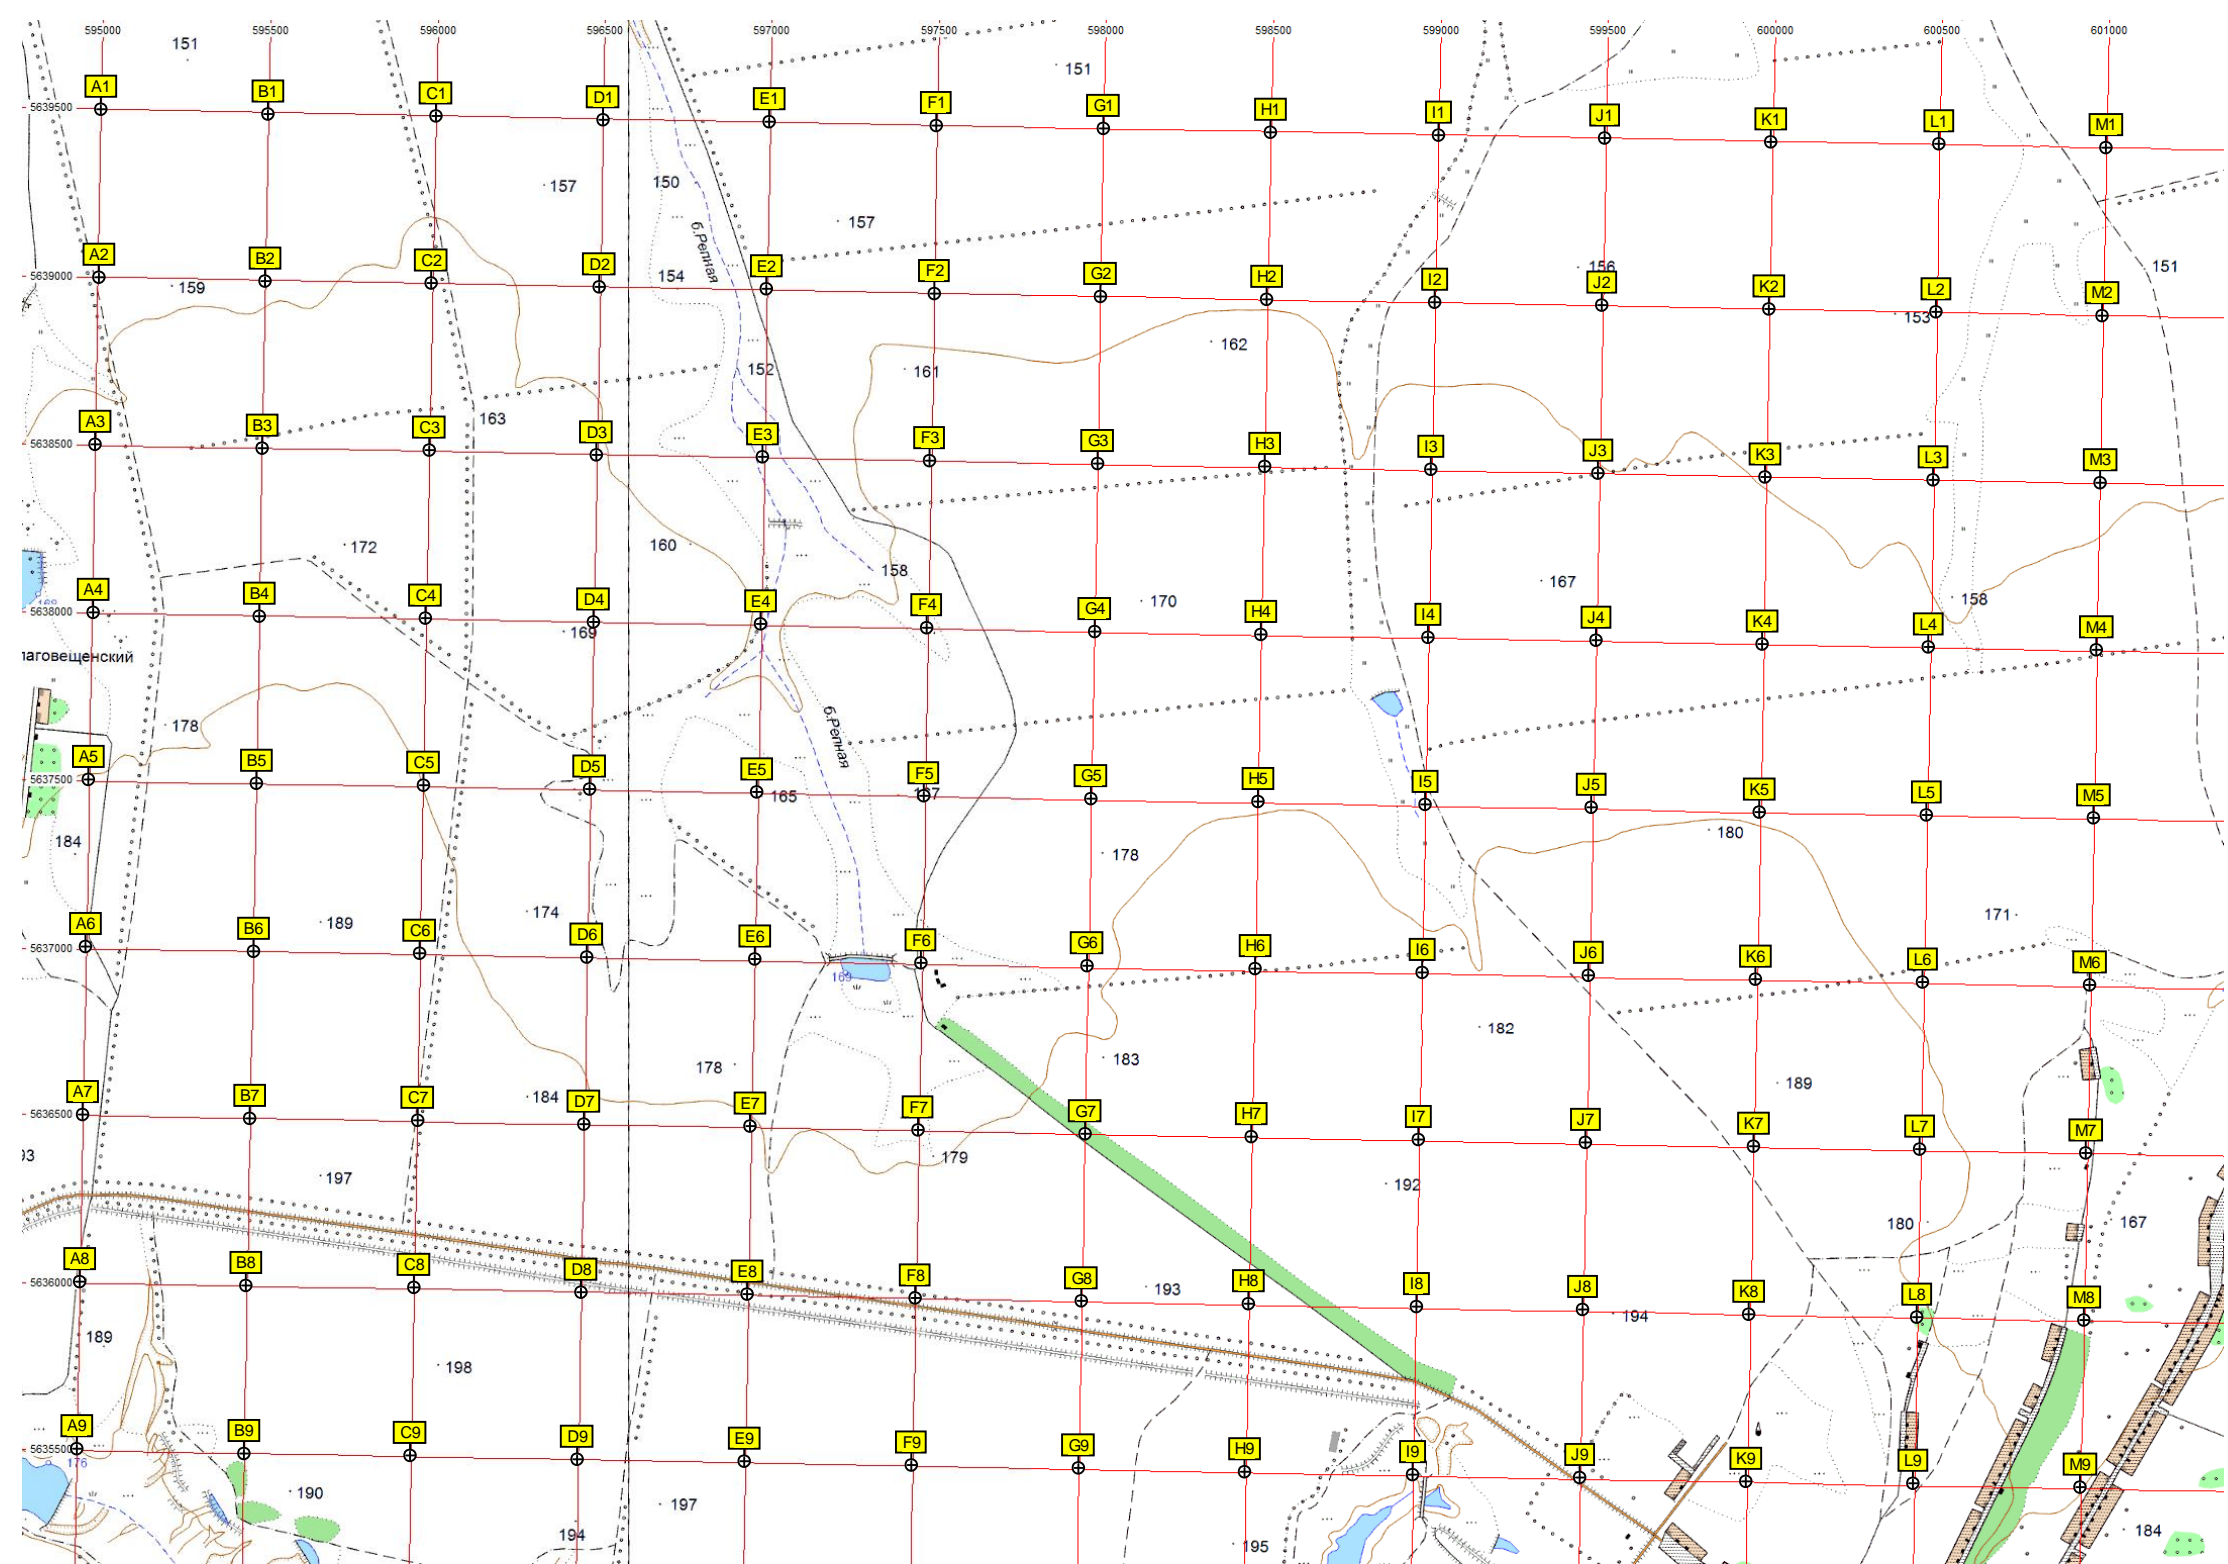 595000 595500 596000 596500 597000 597500 598000 598500 599000 599500 600000 600500 601000
151
151
5639500 A1 B1 C1 D1 E1 F1 G1 H1 I1 J1 K1 L1 M1
157 150 157
б.Репная
5639000 A2 B2 C2 D2 E2 F2 G2 H2 I2 J2 K2 L2 M2
159 154 156 151
153
162
152 161
163
5638500 A3 B3 C3 D3 E3 F3 G3 H3 I3 J3 K3 L3 M3
172 160
158 167
5638000 A4 B4 C4 D4 E4 F4 G4 H4 I4 J4 K4 L4 M4
169 170 158
лаговещенский
178
б.Репная
5637500 A5 B5 C5 D5 E5 F5 G5 H5 I5 J5 K5 L5 M5
165
184 178 180
189 174 171
5637000 A6 B6 C6 D6 E6 F6 G6 H6 I6 J6 K6 L6 M6
169
182
178 183
184 189
5636500 A7 B7 C7 D7 E7 F7 G7 H7 I7 J7 K7 L7 M7
93 179
197 192
180 167
5636000 A8 B8 C8 D8 E8 F8 G8 H8 I8 J8 K8 L8 M8
193 194
189
198
5635500 A9 B9 C9 D9 E9 F9 G9 H9 I9 J9 K9 L9 M9
176
190 197
194 195 184